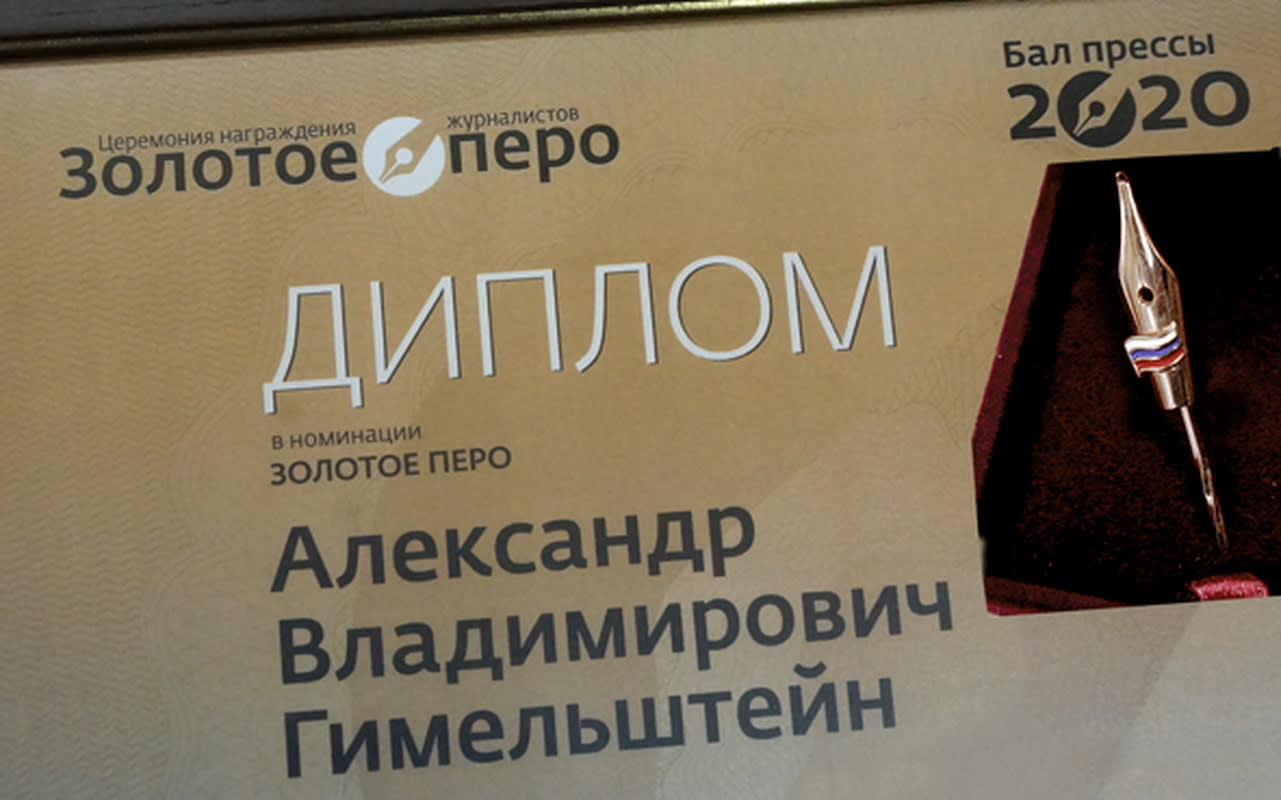 Церемония награждения журналистов
Золотое перо
Бал прессы
2020
ДИПЛОМ
в номинации
ЗОЛОТОЕ ПЕРО
Александр
Владимирович
Гимельштейн